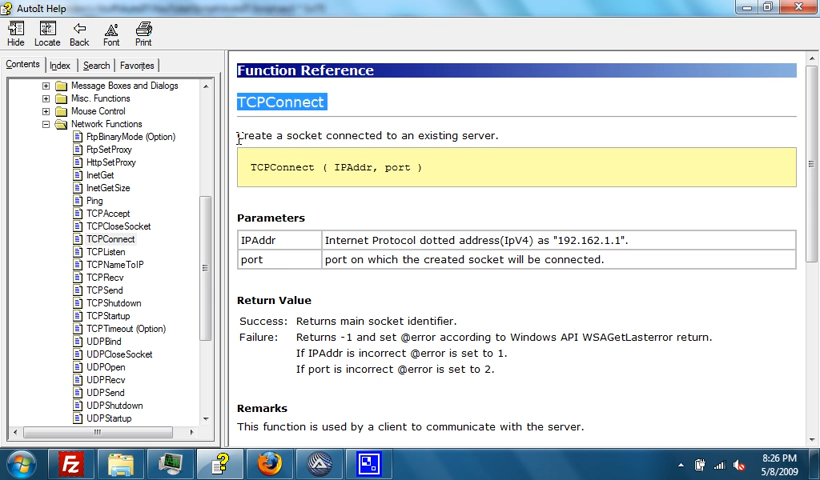 AutoIt Help
Hide
Locate
Back
Font
Print
Contents
Index
Search
Favorites
Message Boxes and Dialogs
Misc. Functions
Mouse Control
Network Functions
FtpBinaryMode (Option)
FtpSetProxy
HttpSetProxy
InetGet
InetGetSize
Ping
TCPAccept
TCPCloseSocket
TCPConnect
TCPListen
TCPNameToIP
TCPRecv
TCPSend
TCPShutdown
TCPStartup
TCPTimeout (Option)
UDPBind
UDPCloseSocket
UDPOpen
UDPRecv
UDPSend
UDPShutdown
UDPStartup
Function Reference
TCPConnect
Create a socket connected to an existing server.
TCPConnect ( IPAddr, port )
Parameters
IPAddr Internet Protocol dotted address(IpV4) as "192.162.1.1".
port port on which the created socket will be connected.
Return Value
Success: Returns main socket identifier.
Failure: Returns -1 and set @error according to Windows API WSAGetLasterror return.
If IPAddr is incorrect @error is set to 1.
If port is incorrect @error is set to 2.
Remarks
This function is used by a client to communicate with the server.
Fz
?
8:26 PM
5/8/2009